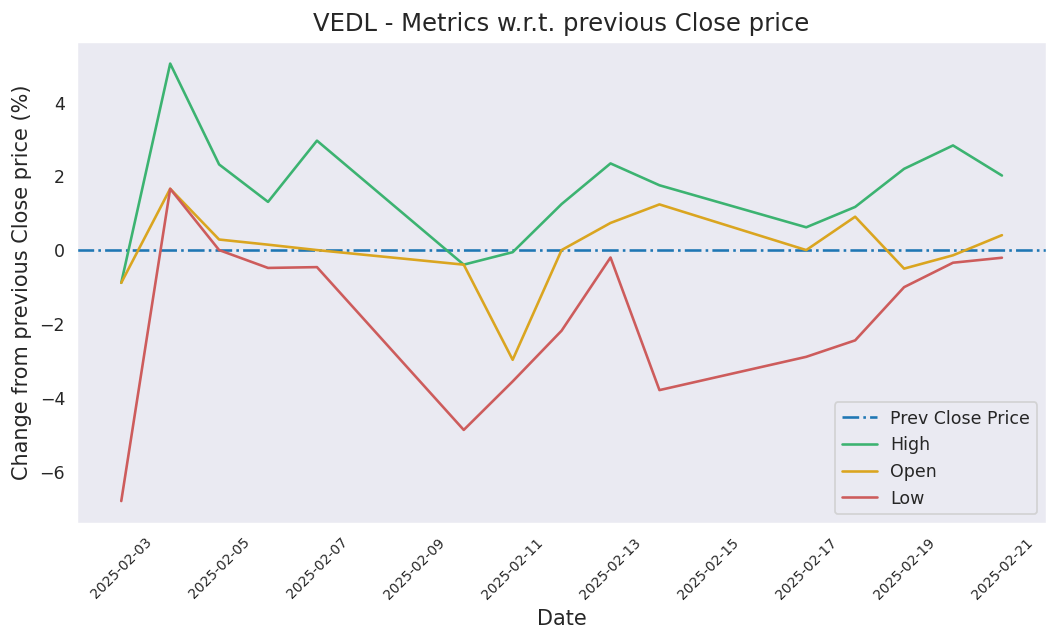 VEDL - Metrics w.r.t. previous Close price
Change from previous Close price (%)
4
2
0
−2
−4
−6
Prev Close Price
High
Open
Low
2025-02-03
2025-02-05
2025-02-07
2025-02-09
2025-02-11
2025-02-13
2025-02-15
2025-02-17
2025-02-19
2025-02-21
Date